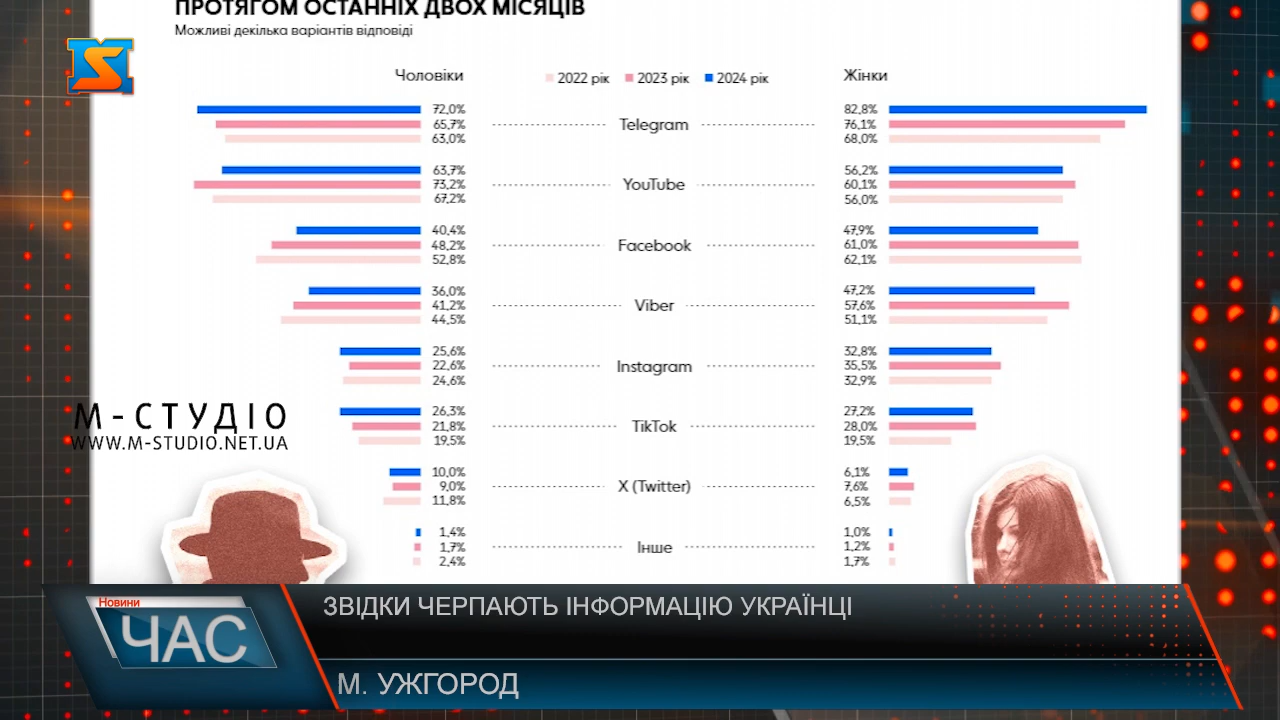 ПРОТЯГОМ ОСТАННІХ ДВОХ МІСЯЦІВ
Можливі декілька варіантів відповіді
Чоловіки 2022 рік 2023 рік 2024 рік Жінки
72,0% 82,8%
65,7% Telegram 76,1%
63,0% 68,0%
63,7% 56,2%
73,2% YouTube 60,1%
67,2% 56,0%
40,4% 47,9%
48,2% Facebook 61,0%
52,8% 62,1%
36,0% 47,2%
41,2% Viber 57,6%
44,5% 51,1%
25,6% 32,8%
22,6% Instagram 35,5%
24,6% 32,9%
26,3% 27,2%
21,8% TikTok 28,0%
19,5% 19,5%
10,0% 6,1%
9,0% X (Twitter) 7,6%
11,8% 6,5%
1,4% 1,0%
1,7% Інше 1,2%
2,4% 1,7%
М-СТУДІО
WWW.M-STUDIO.NET.UA
Новини
ЧАС
ЗВІДКИ ЧЕРПАЮТЬ ІНФОРМАЦІЮ УКРАЇНЦІ
М. УЖГОРОД